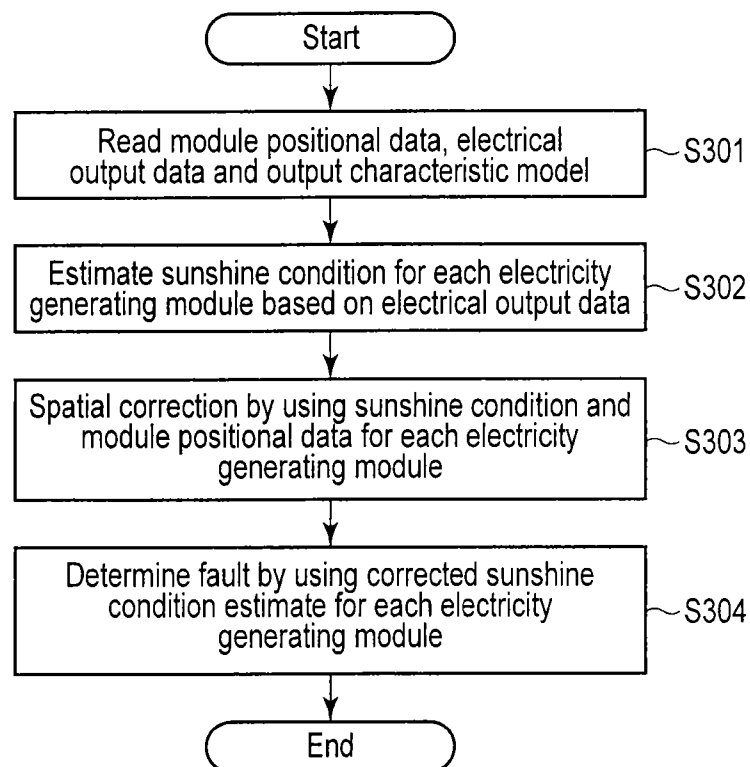 Start
Read module positional data, electrical
output data and output characteristic model
S301
Estimate sunshine condition for each electricity
generating module based on electrical output data
S302
Spatial correction by using sunshine condition and
module positional data for each electricity
generating module
S303
Determine fault by using corrected sunshine
condition estimate for each electricity
generating module
S304
End